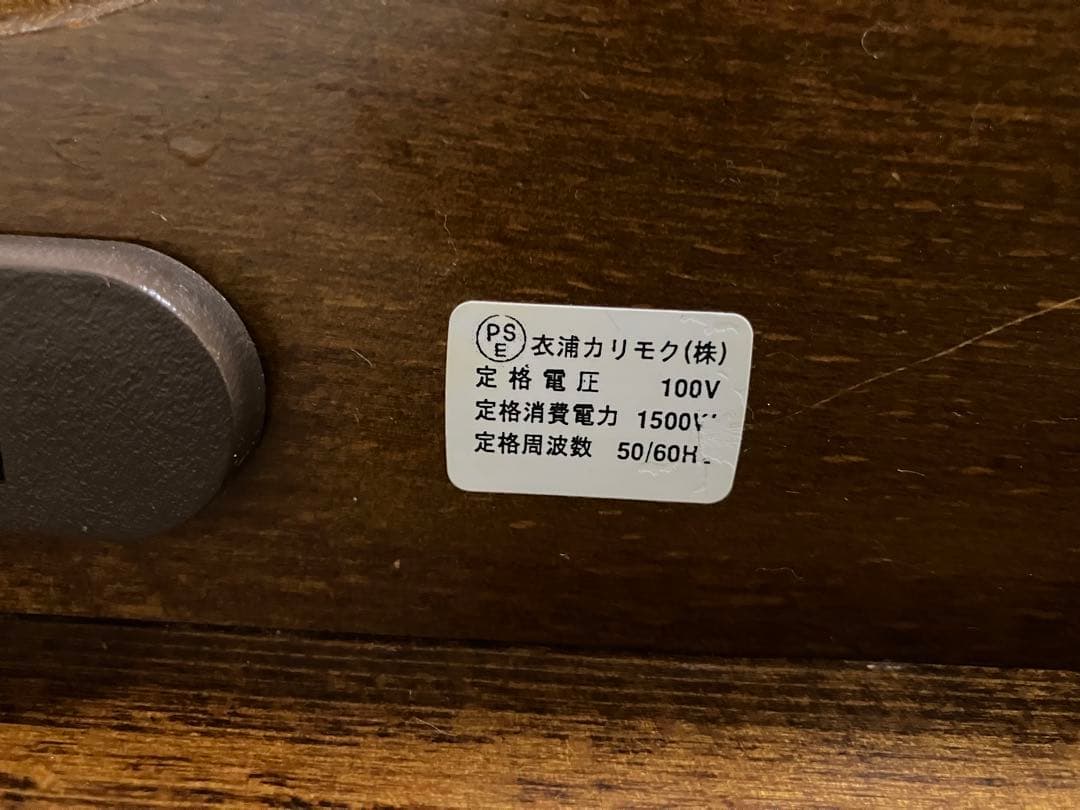 PSE 衣浦カリモク(株)
定格電圧 100V
定格消費電力 1500W
定格周波数 50/60H